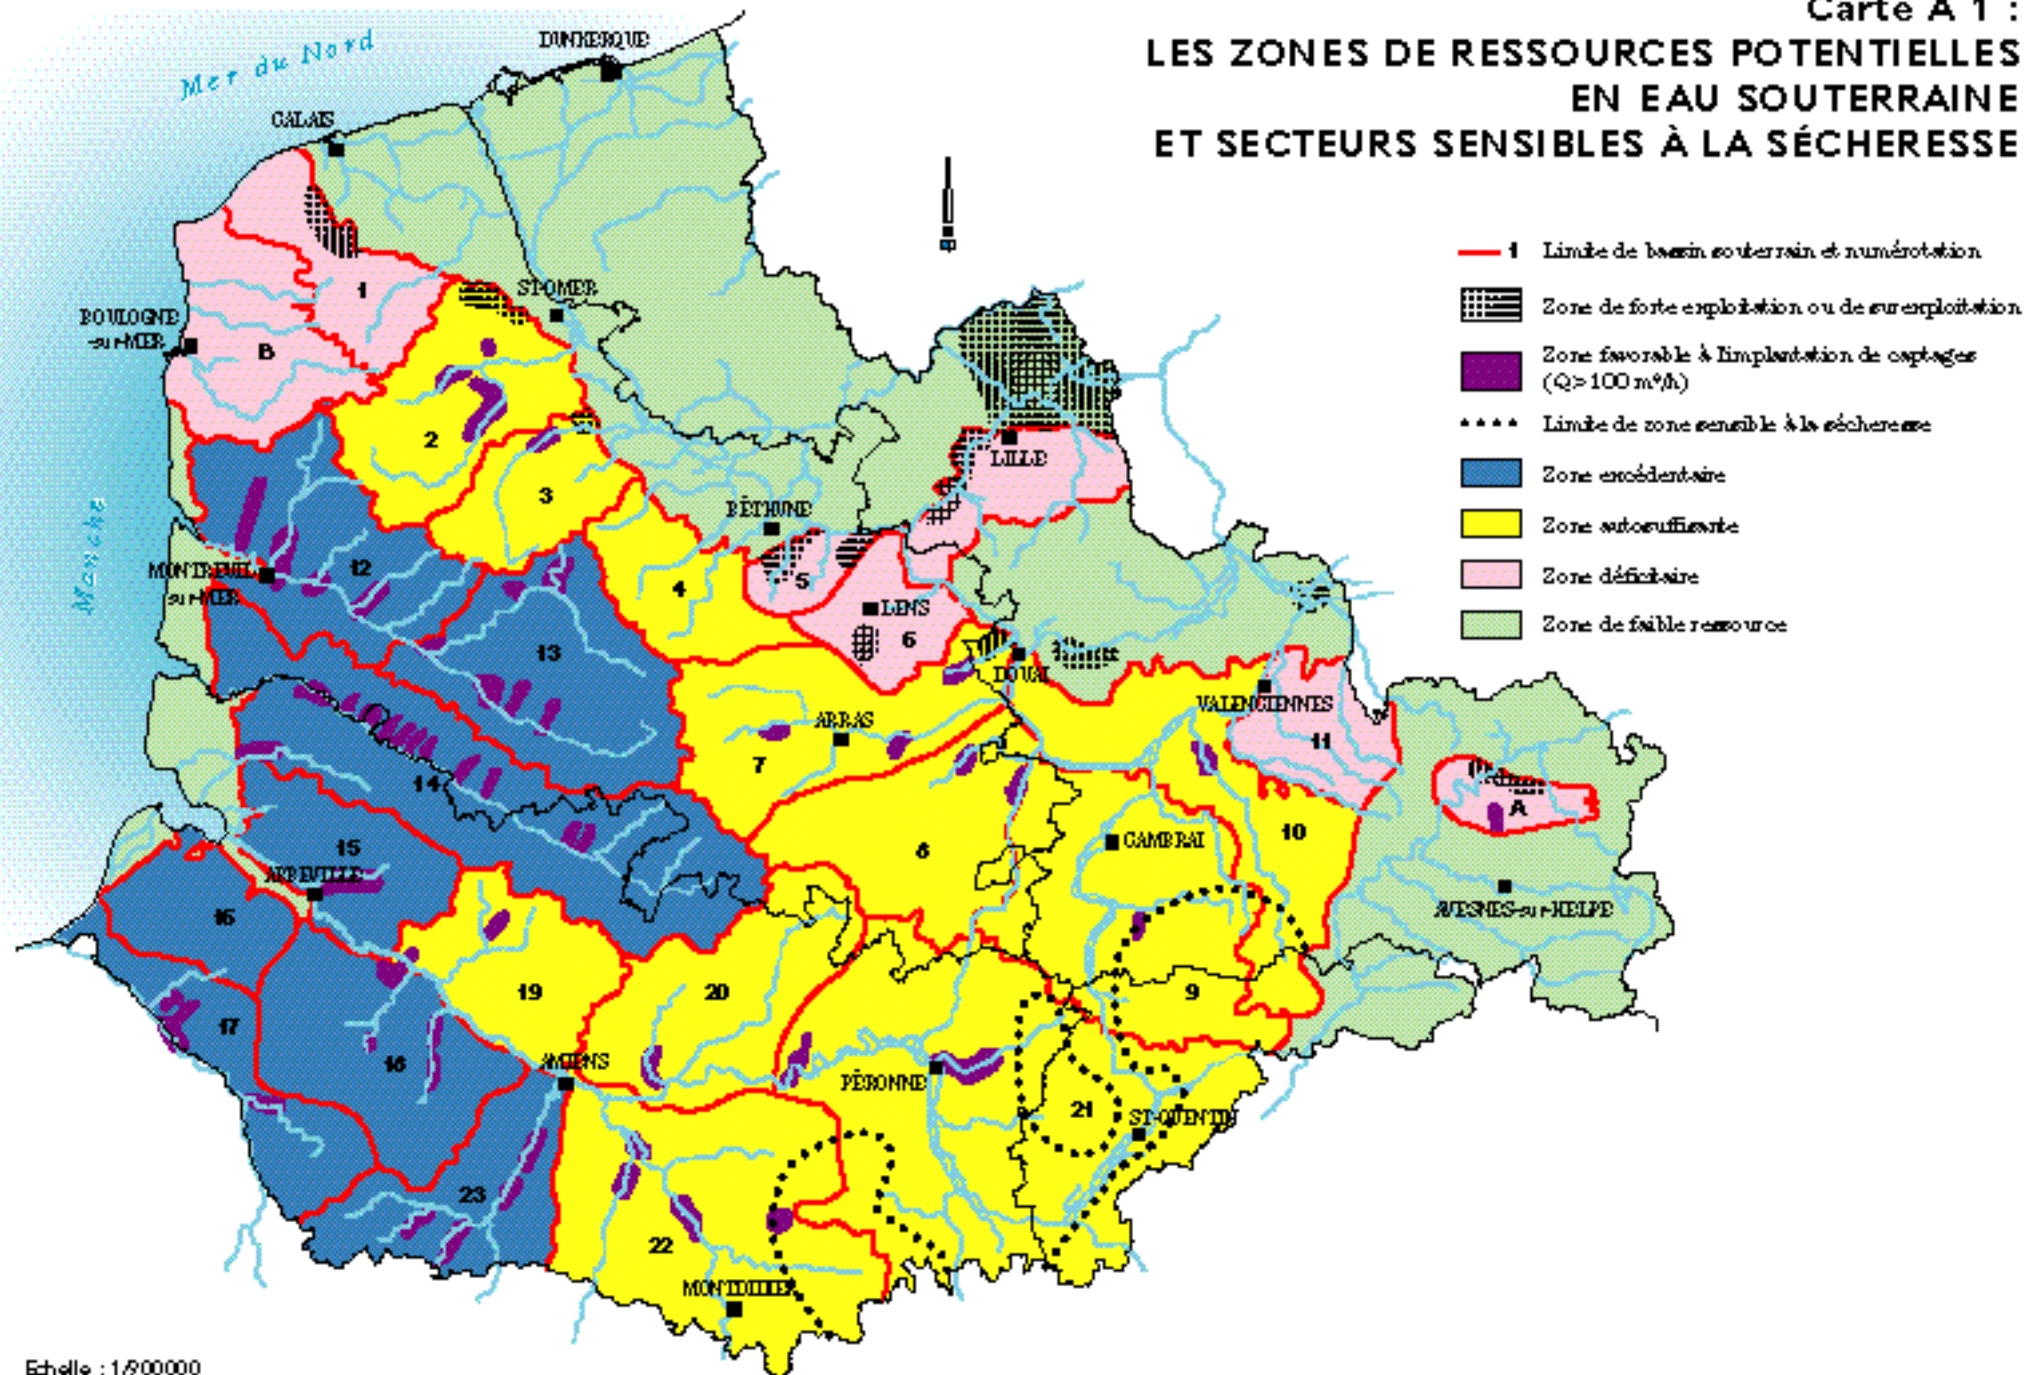 Carte A 1 :
LES ZONES DE RESSOURCES POTENTIELLES
EN EAU SOUTERRAINE
ET SECTEURS SENSIBLES À LA SÉCHERESSE
1 Limite de bassin souterrain et numérotation
Zone de forte exploitation ou de surexploitation
Zone favorable à l'implantation de captages
(Q > 100 m³/h)
Limite de zone sensible à la sécheresse
Zone excédentaire
Zone autosuffisante
Zone déficitaire
Zone de faible ressource
Mer du Nord
DUNKERQUE
CALAIS
ST-OMER
1
BOULOGNE
-sur-MER
B
2
LILLE
3
BÉTHUNE
Manche
MONTREUIL
sur-MER
12
4
5
LENS
6
13
DOUAI
VALENCIENNES
ARRAS
11
7
14
A
10
CAMBRAI
15
8
ABBEVILLE
AVESNES-sur-HELPE
16
19
20
9
17
18
AMIENS
PÉRONNE
21
ST-QUENTIN
23
22
MONTDIDIER
Echelle : 1/900000